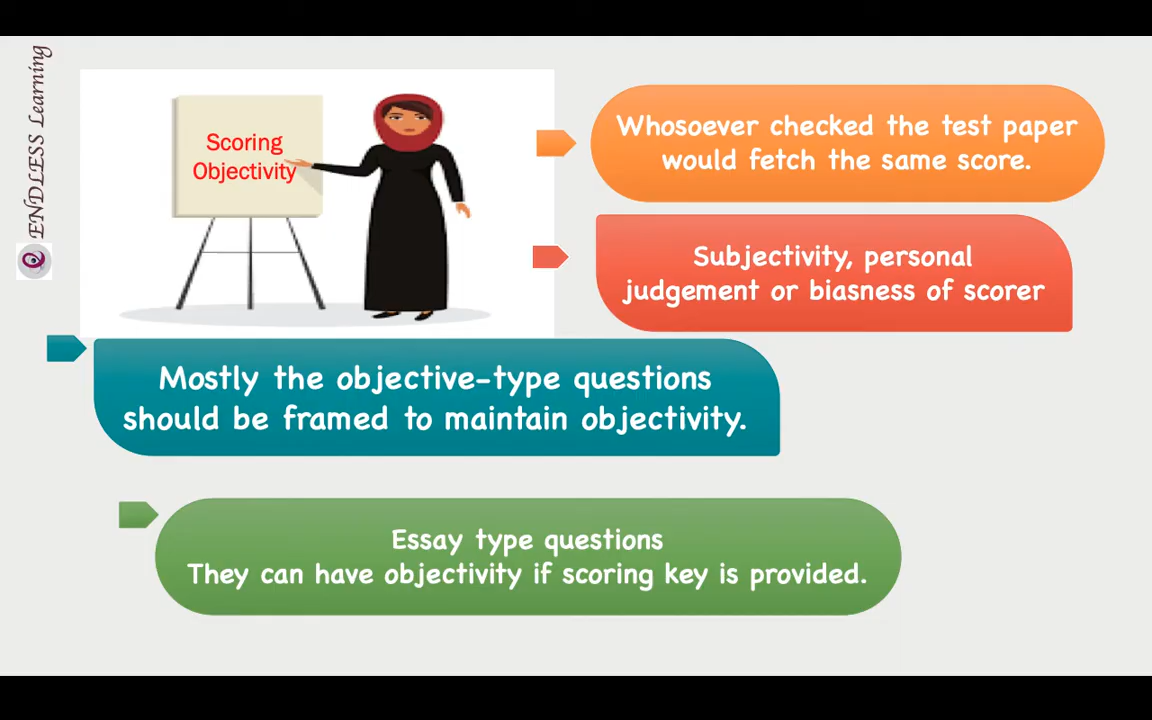 ENDLESS Learning
Scoring
Objectivity
Whosoever checked the test paper
would fetch the same score.
Subjectivity, personal
judgement or biasness of scorer
Mostly the objective-type questions
should be framed to maintain objectivity.
Essay type questions
They can have objectivity if scoring key is provided.